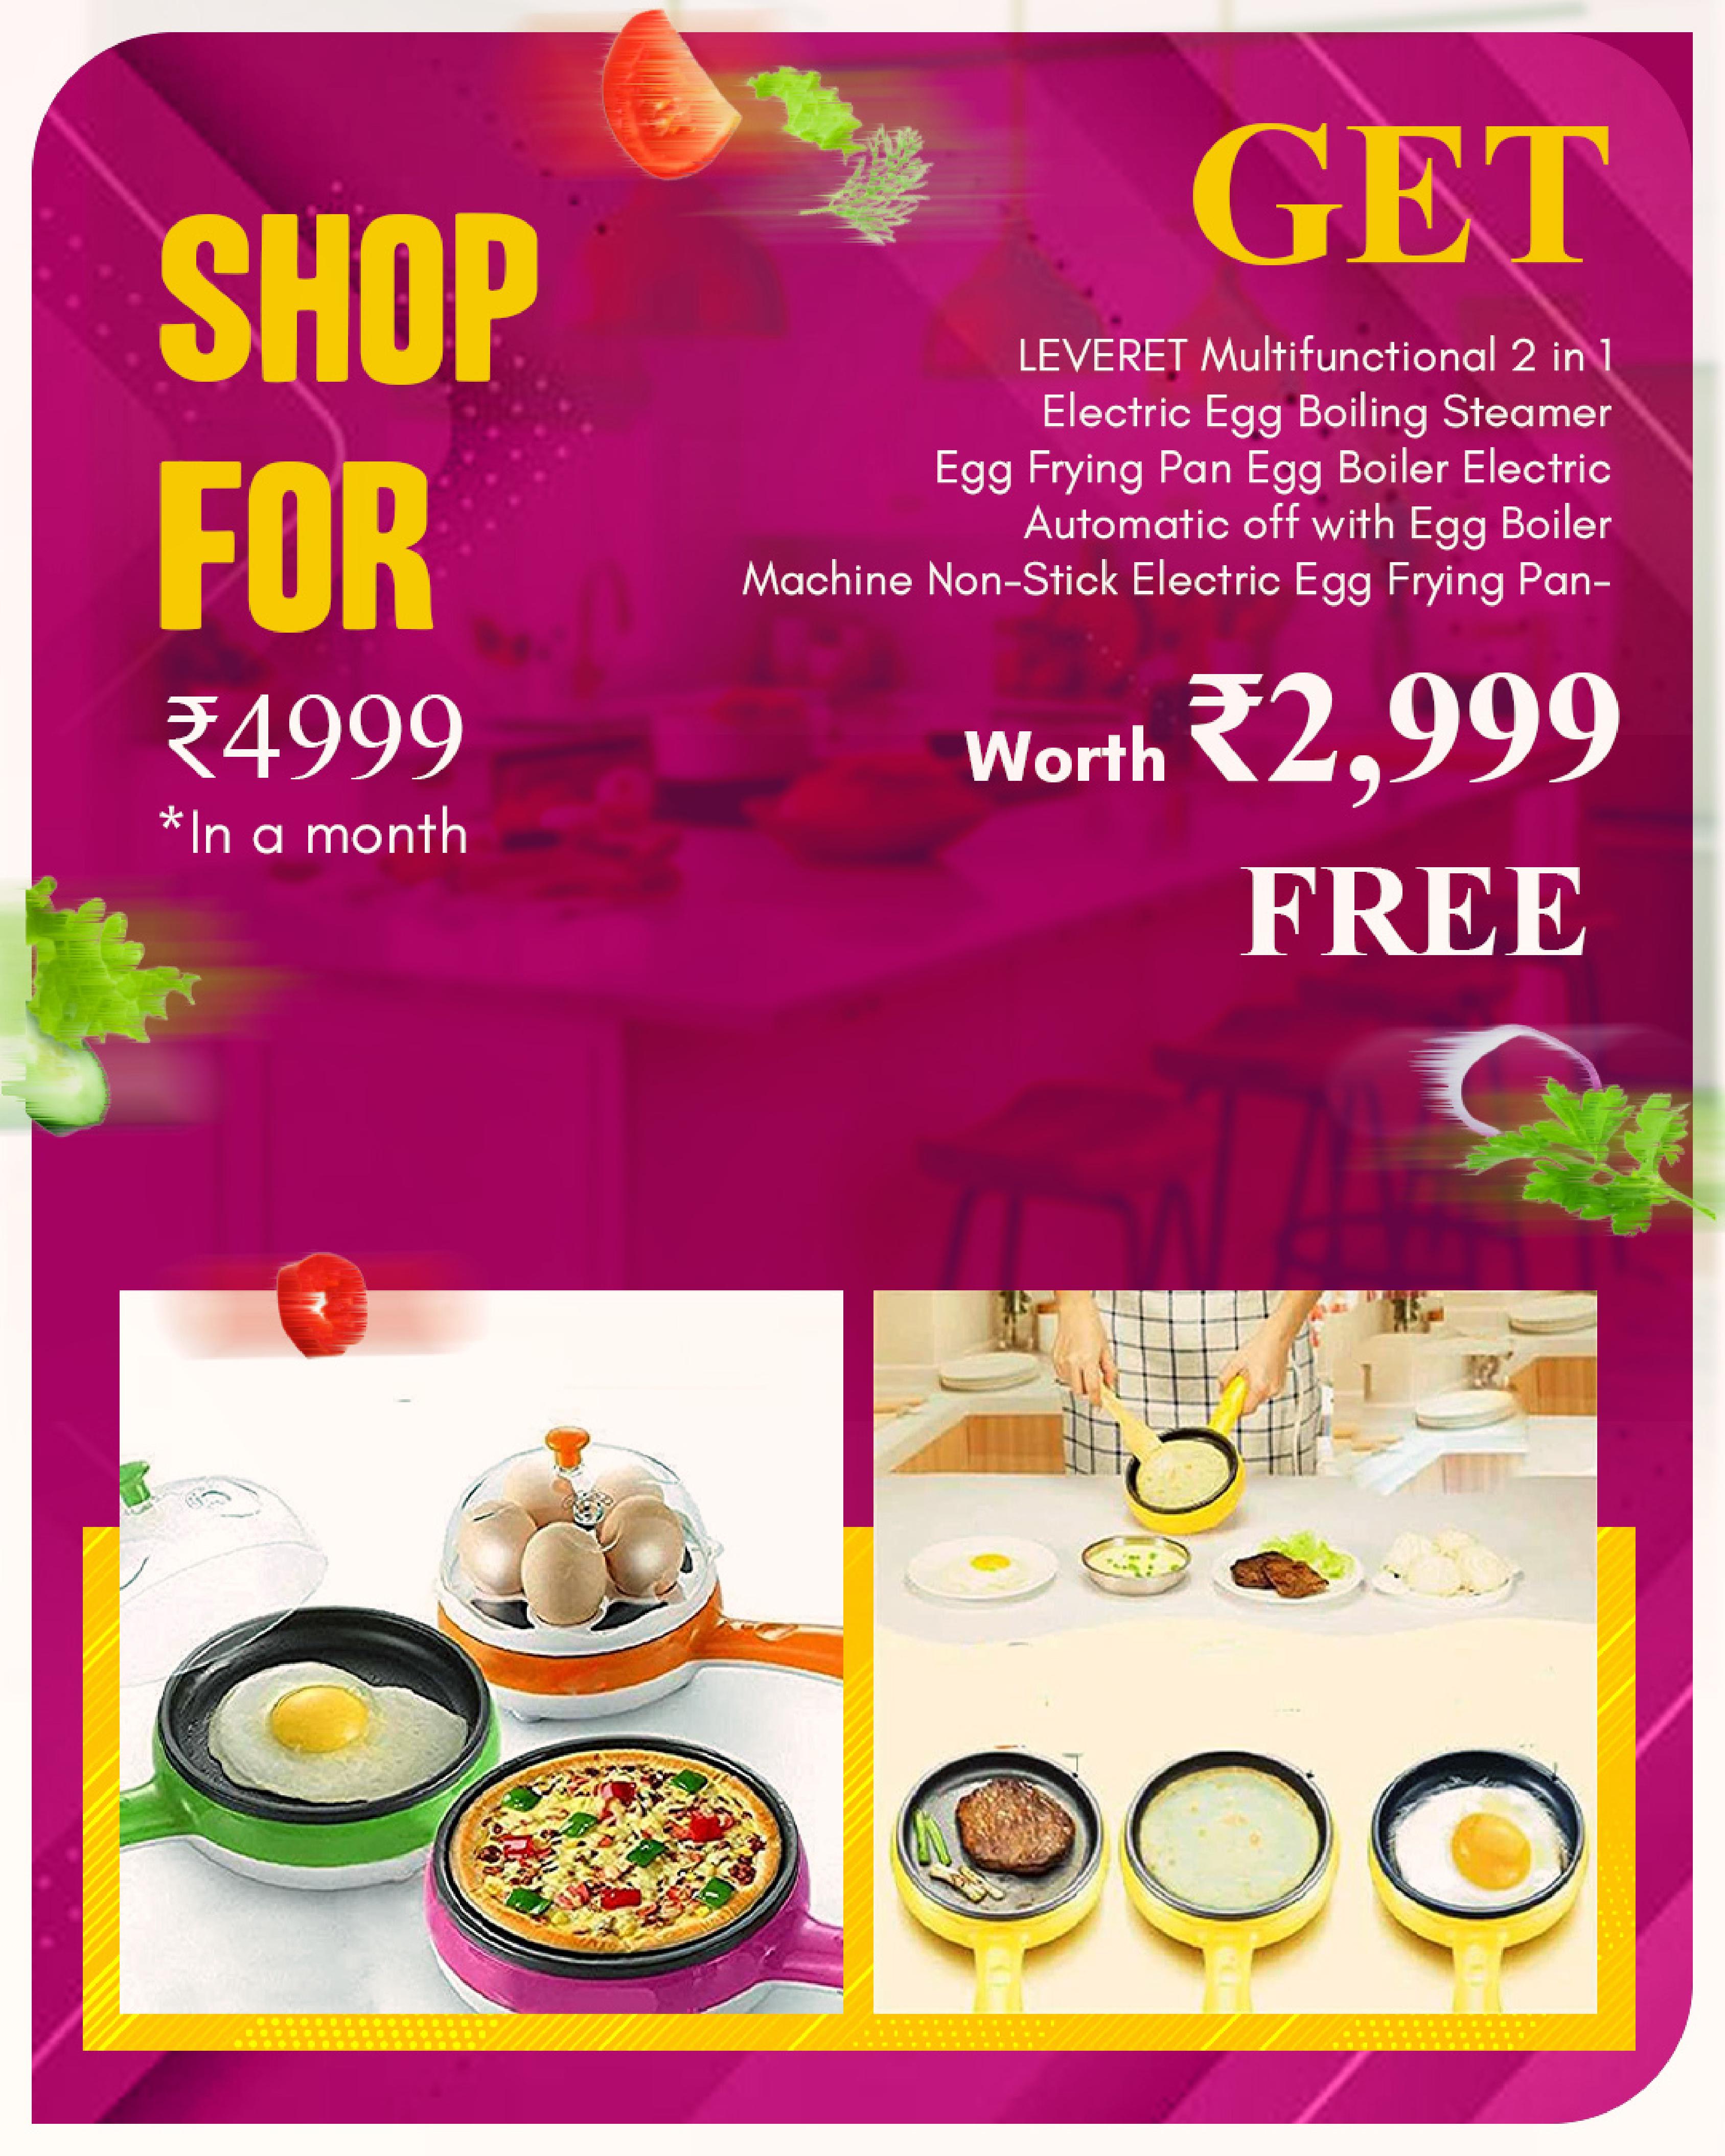 SHOP
FOR
₹4999
*In a month
GET
LEVERET Multifunctional 2 in 1
Electric Egg Boiling Steamer
Egg Frying Pan Egg Boiler Electric
Automatic off with Egg Boiler
Machine Non-Stick Electric Egg Frying Pan-
Worth ₹2,999
FREE